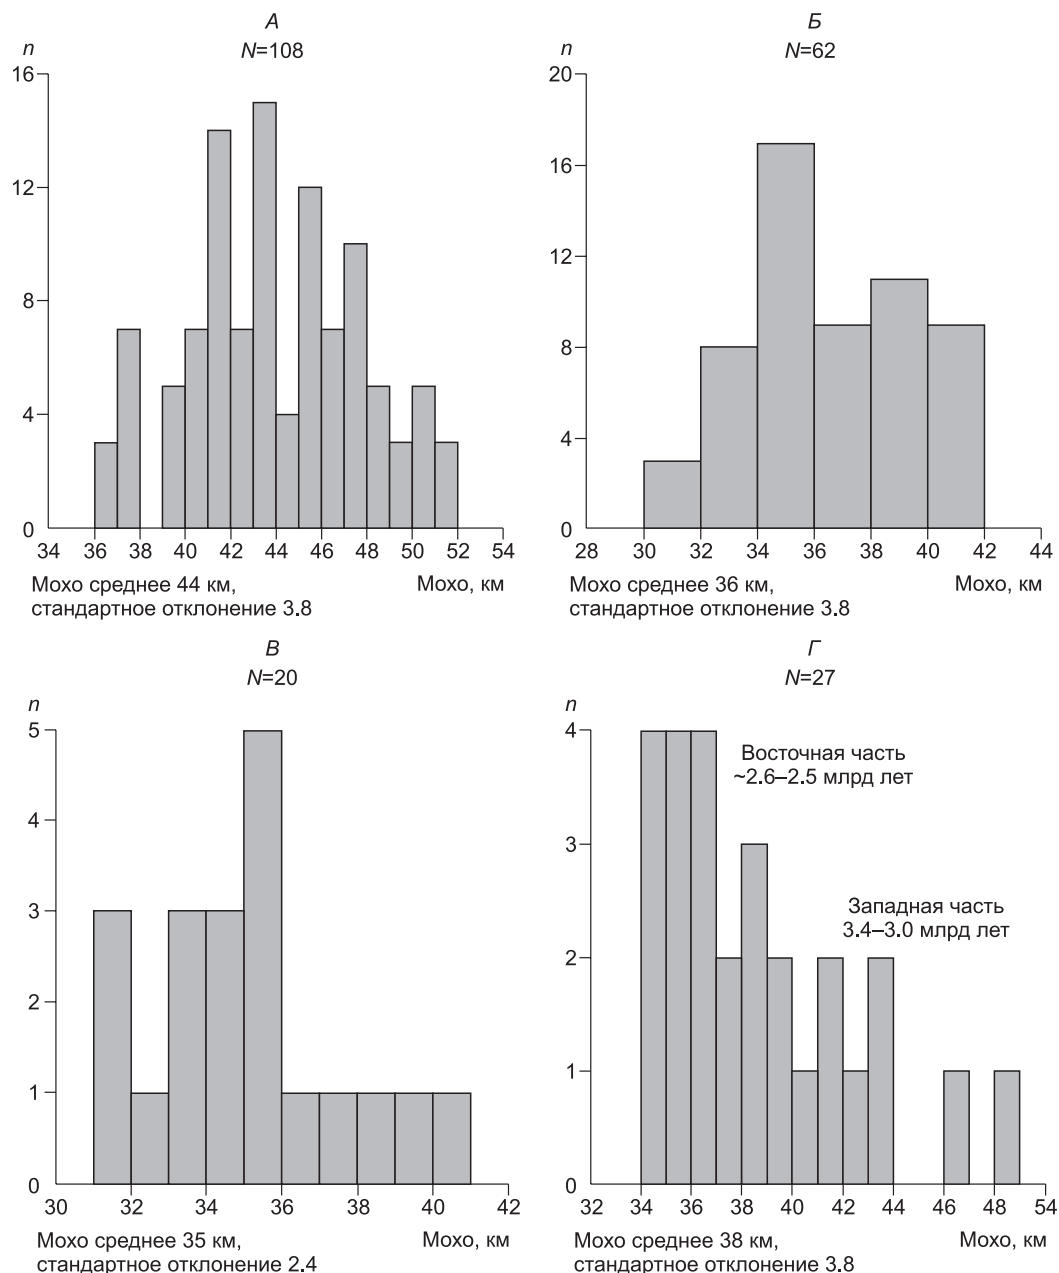 А
N=108
n
16
12
8
4
0
34 36 38 40 42 44 46 48 50 52 54
Мохо среднее 44 км,
стандартное отклонение 3.8
Мохо, км
Б
N=62
n
20
16
12
8
4
0
28 30 32 34 36 38 40 42 44
Мохо среднее 36 км,
стандартное отклонение 3.8
Мохо, км
В
N=20
n
5
4
3
2
1
0
30 32 34 36 38 40 42
Мохо среднее 35 км,
стандартное отклонение 2.4
Мохо, км
Г
N=27
n
4
3
2
1
0
Восточная часть
~2.6–2.5 млрд лет
Западная часть
3.4–3.0 млрд лет
32 34 36 38 40 42 44 46 48 54
Мохо среднее 38 км,
стандартное отклонение 3.8
Мохо, км